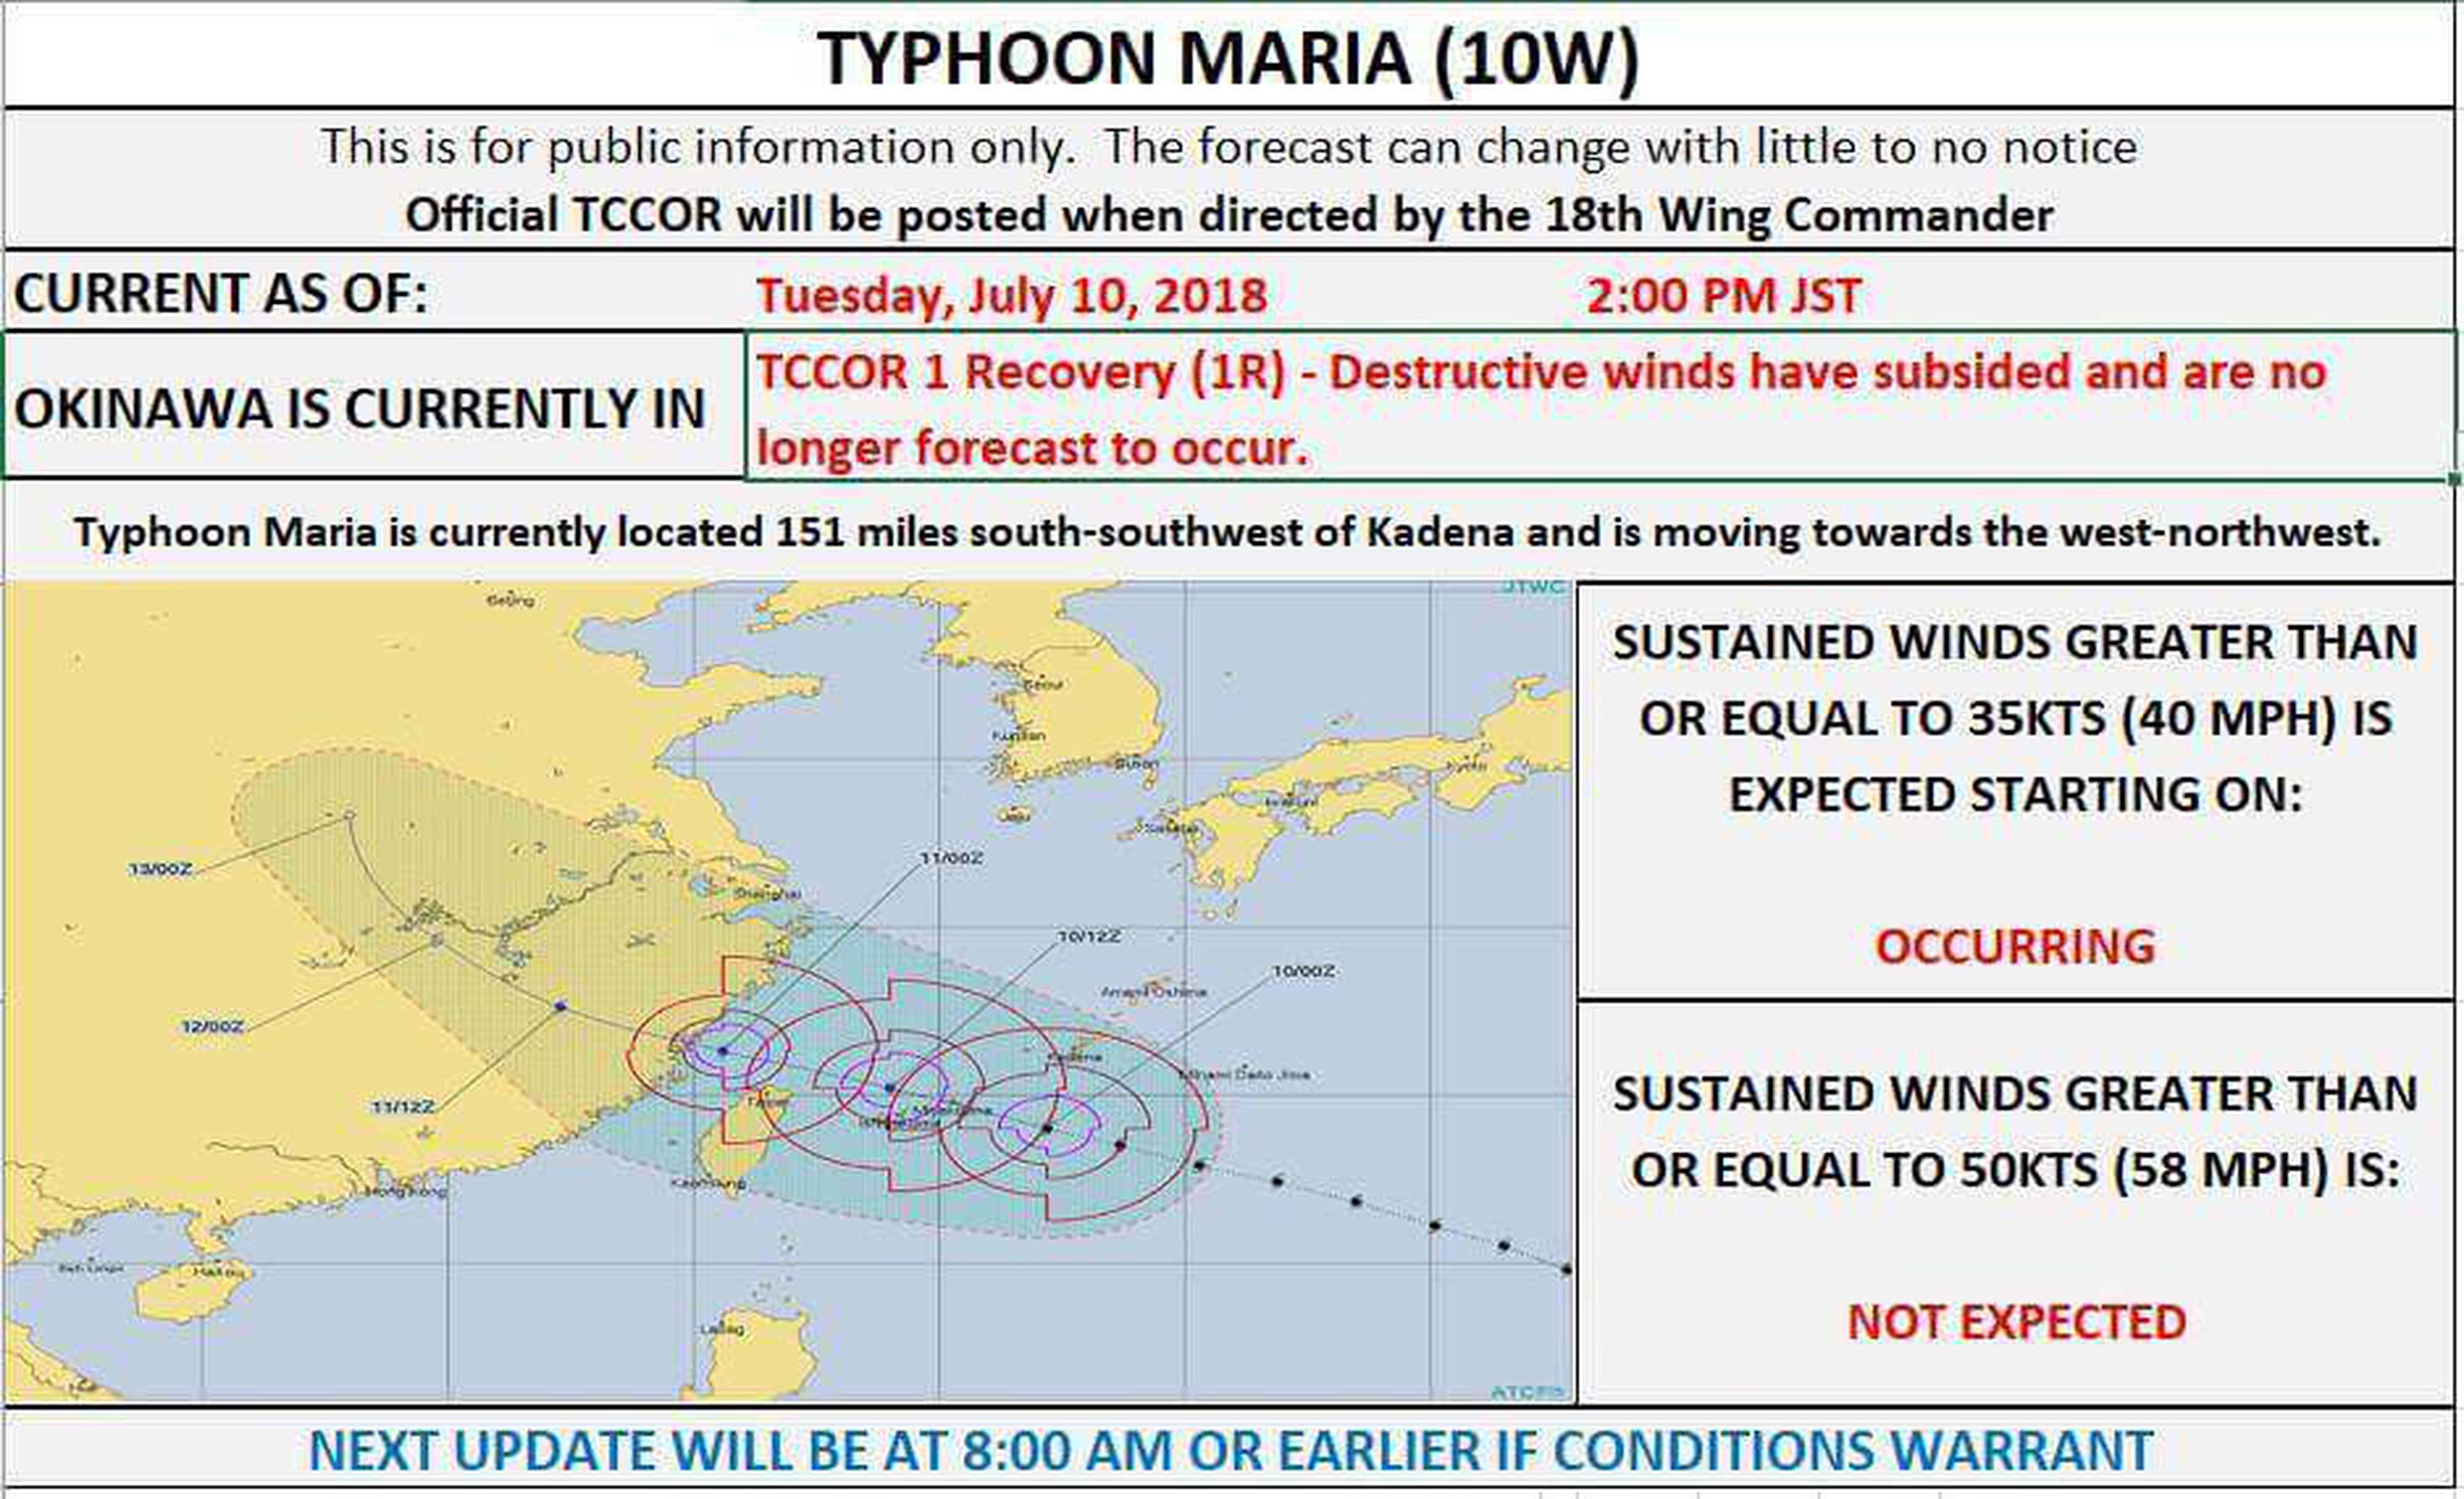 TYPHOON MARIA (10W)
This is for public information only.  The forecast can change with little to no notice
Official TCCOR will be posted when directed by the 18th Wing Commander
CURRENT AS OF: Tuesday, July 10, 2018 2:00 PM JST
OKINAWA IS CURRENTLY IN
TCCOR 1 Recovery (1R) - Destructive winds have subsided and are no
longer forecast to occur.
Typhoon Maria is currently located 151 miles south-southwest of Kadena and is moving towards the west-northwest.
JTWC
Beijing
Seoul
Kunsan
Busan
Kyoto
Iwakuni
Jeju
Sasebo
13/00Z
11/00Z
Shanghai
10/12Z
10/00Z
Amami Oshima
12/00Z
Kadena
Minami Daito Jima
11/12Z
Taipei
Kaohsiung
Hong Kong
Laoag
ATCF®
SUSTAINED WINDS GREATER THAN
OR EQUAL TO 35KTS (40 MPH) IS
EXPECTED STARTING ON:
OCCURRING
SUSTAINED WINDS GREATER THAN
OR EQUAL TO 50KTS (58 MPH) IS:
NOT EXPECTED
NEXT UPDATE WILL BE AT 8:00 AM OR EARLIER IF CONDITIONS WARRANT